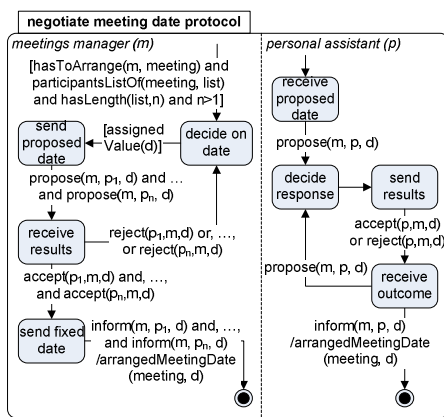 negotiate meeting date protocol
meetings manager (m)
[hasToArrange(m, meeting) and
participantsListOf(meeting, list)
and hasLength(list,n) and n>1]
send
proposed
date
[assigned
Value(d)]
decide on
date
propose(m, p1, d) and ...
and propose(m, pn, d)
receive
results
reject(p1,m,d) or, ...,
or reject(pn,m,d)
accept(p1,m,d) and, ...,
and accept(pn,m,d)
send fixed
date
inform(m, p1, d) and, ...,
and inform(m, pn, d)
/arrangedMeetingDate
(meeting, d)
personal assistant (p)
receive
proposed
date
propose(m, p, d)
decide
response
send
results
accept(p,m,d)
or reject(p,m,d)
propose(m, p, d)
receive
outcome
inform(m, p, d)
/arrangedMeetingDate
(meeting, d)